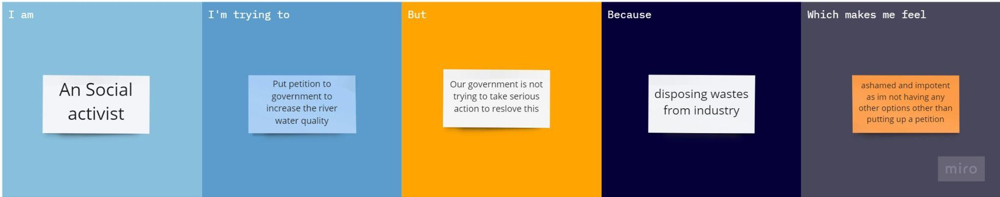 I am
An Social
activist
I'm trying to
Put petition to
government to
increase the river
water quality
But
Our government is not
trying to take serious
action to reslove this
Because
disposing wastes
from industry
Which makes me feel
ashamed and impotent
as im not having any
other options other than
putting up a petition
miro